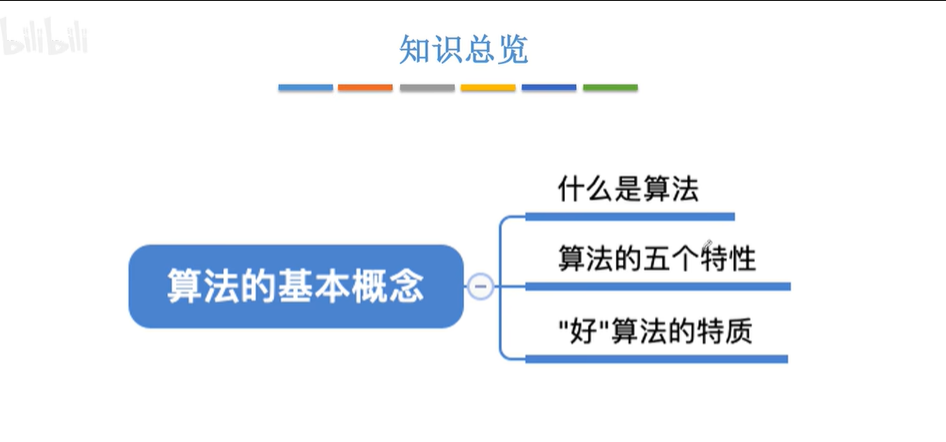 bilibili
知识总览
什么是算法
算法的五个特性
算法的基本概念
"好"算法的特质